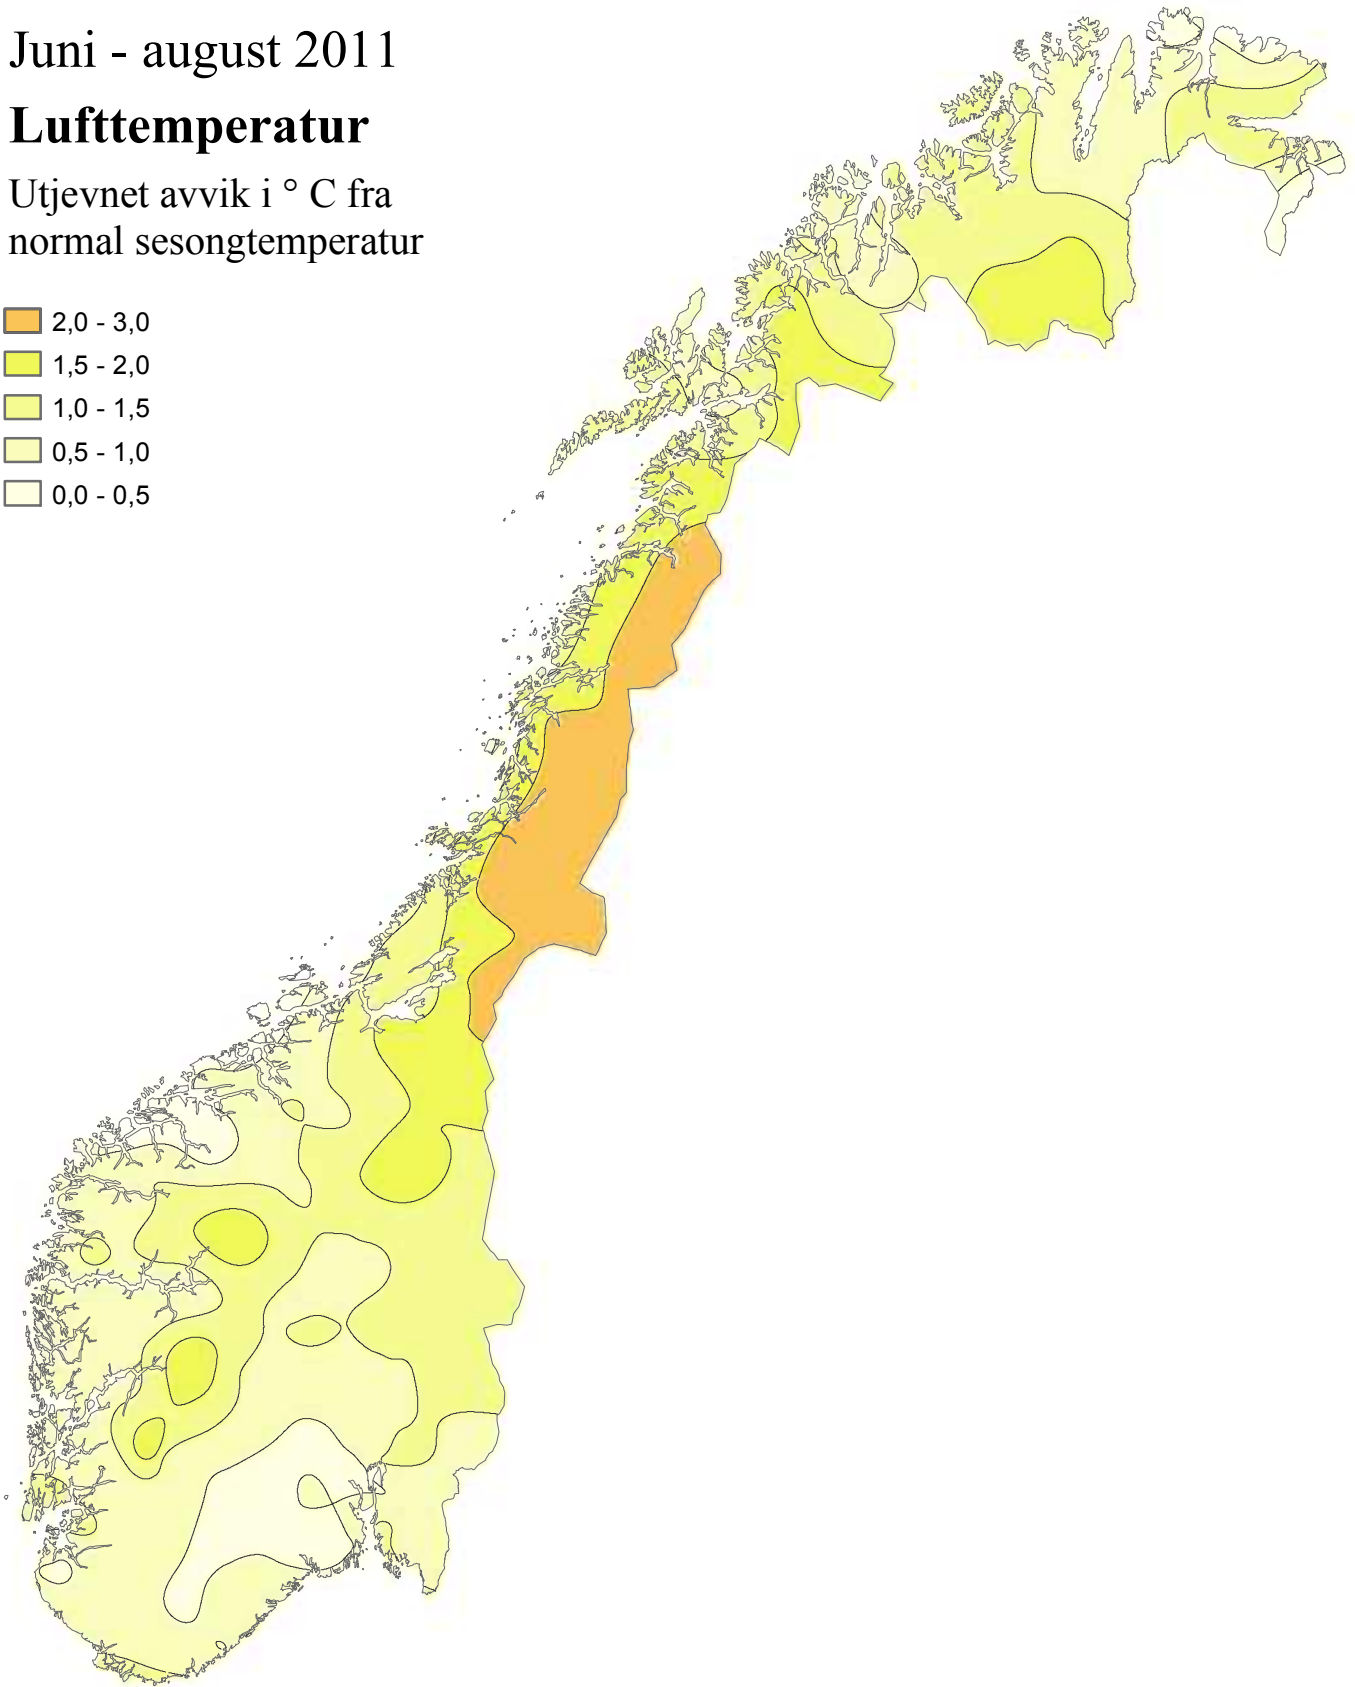 Juni - august 2011
Lufttemperatur
Utjevnet avvik i ° C fra
normal sesongtemperatur
2,0 - 3,0
1,5 - 2,0
1,0 - 1,5
0,5 - 1,0
0,0 - 0,5